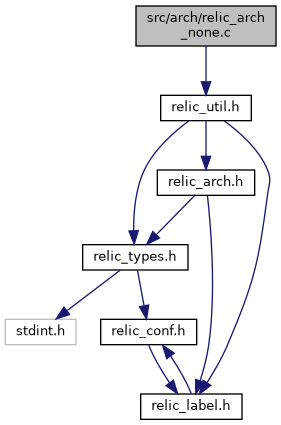 src/arch/relic_arch
_none.c
relic_util.h
relic_arch.h
relic_types.h
stdint.h
relic_conf.h
relic_label.h